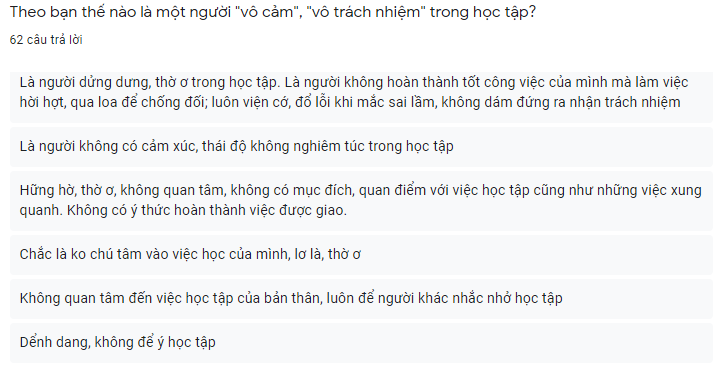 Theo bạn thế nào là một người "vô cảm", "vô trách nhiệm" trong học tập?
62 câu trả lời
Là người dửng dưng, thờ ơ trong học tập. Là người không hoàn thành tốt công việc của mình mà làm việc
hời hợt, qua loa để chống đối; luôn viện cớ, đổ lỗi khi mắc sai lầm, không dám đứng ra nhận trách nhiệm
Là người không có cảm xúc, thái độ không nghiêm túc trong học tập
Hững hờ, thờ ơ, không quan tâm, không có mục đích, quan điểm với việc học tập cũng như những việc xung
quanh. Không có ý thức hoàn thành việc được giao.
Chắc là ko chú tâm vào việc học của mình, lơ là, thờ ơ
Không quan tâm đến việc học tập của bản thân, luôn để người khác nhắc nhở học tập
Dềnh dang, không để ý học tập